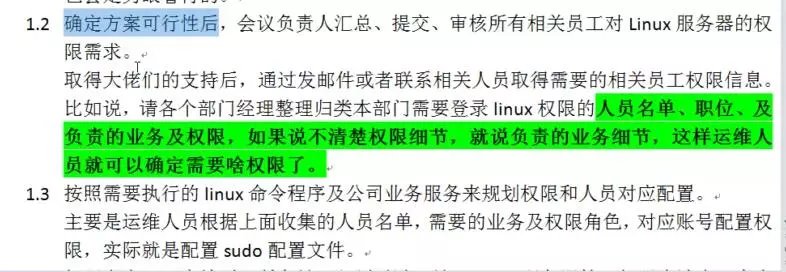 1.2 确定方案可行性后，会议负责人汇总、提交、审核所有相关员工对 Linux 服务器的权
限需求。
取得大佬们的支持后，通过发邮件或者联系相关人员取得需要的相关员工权限信息。
比如说，请各个部门经理整理归类本部门需要登录 linux 权限的人员名单、职位、及
负责的业务及权限，如果说不清楚权限细节，就说负责的业务细节，这样运维人
员就可以确定需要啥权限了。
1.3 按照需要执行的 linux 命令程序及公司业务服务来规划权限和人员对应配置。
主要是运维人员根据上面收集的人员名单，需要的业务及权限角色，对应账号配置权
限，实际就是配置 sudo 配置文件。